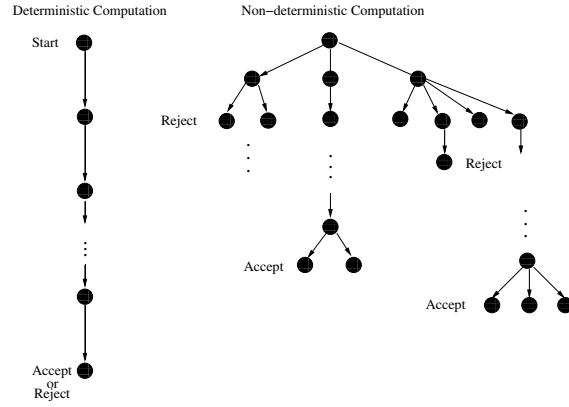 Deterministic Computation
Non-deterministic Computation
Start
Reject
Reject
Accept
Accept
Accept
or
Reject